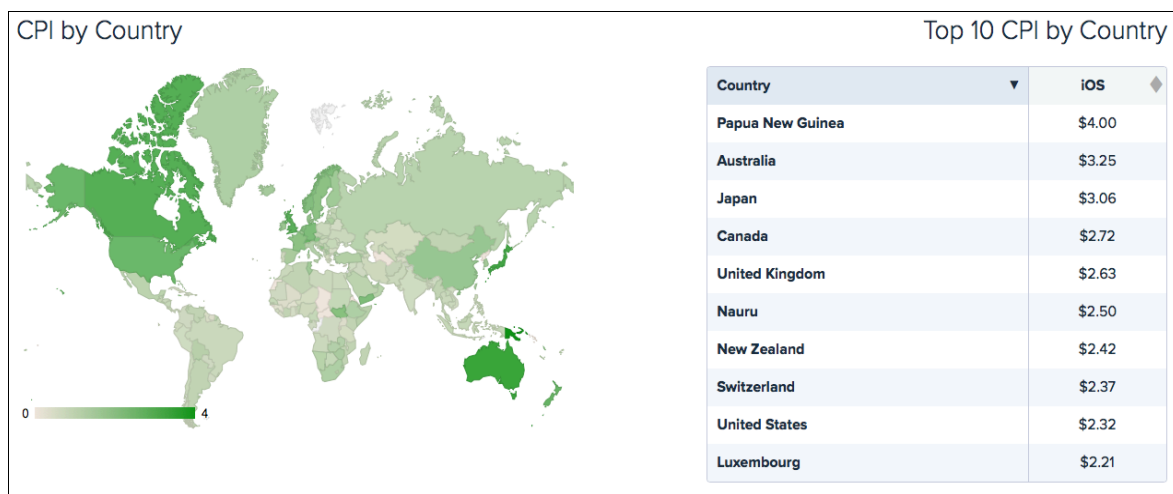 CPI by Country
Top 10 CPI by Country
Country ▼ iOS
Papua New Guinea $4.00
Australia $3.25
Japan $3.06
Canada $2.72
United Kingdom $2.63
Nauru $2.50
New Zealand $2.42
Switzerland $2.37
United States $2.32
Luxembourg $2.21
0 4